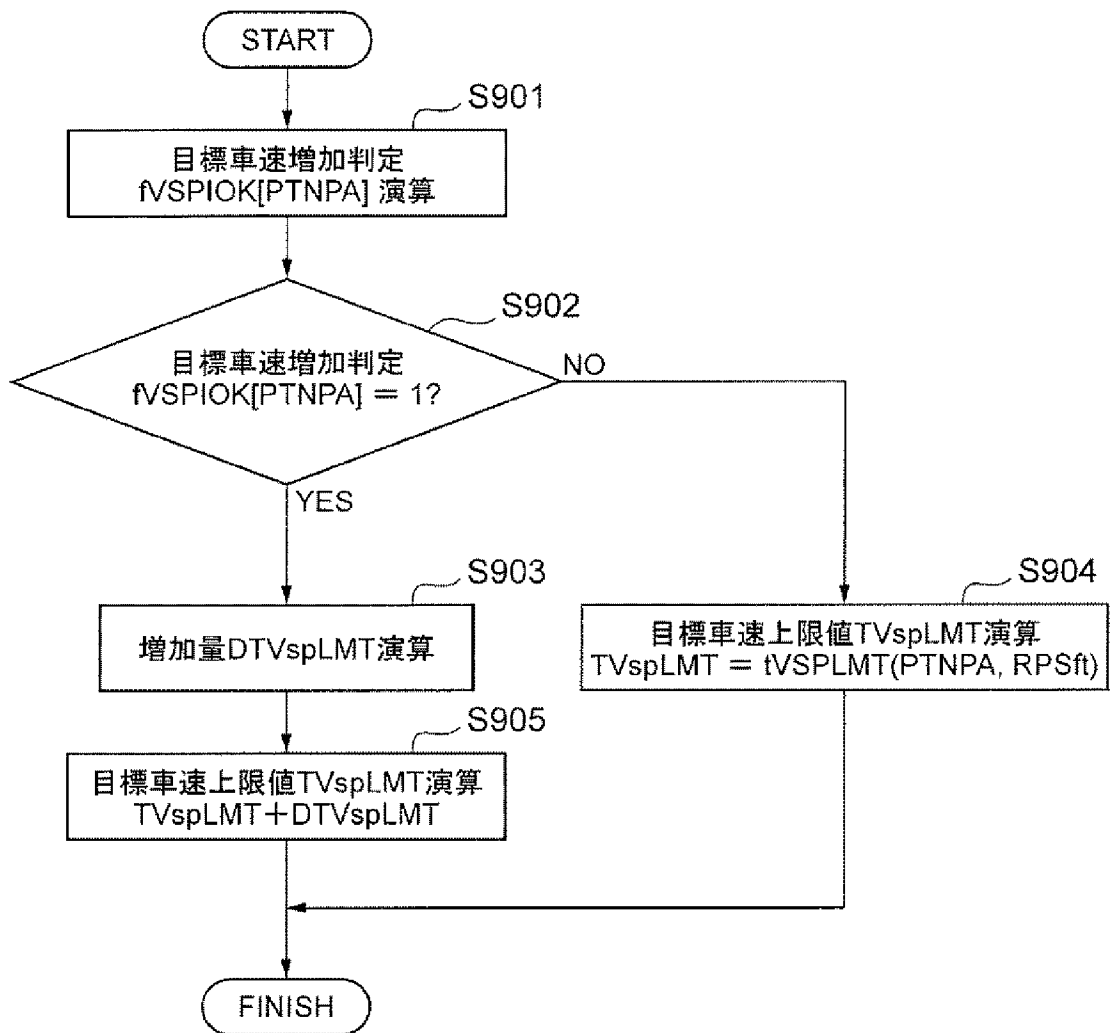 START
S901
目標車速増加判定
fVSPIOK[PTNPA] 演算
S902
目標車速増加判定
fVSPIOK[PTNPA] = 1?
NO
YES
S903
増加量DTVspLMT演算
S904
目標車速上限値TVspLMT演算
TVspLMT = tVSPLMT(PTNPA, RPSft)
S905
目標車速上限値TVspLMT演算
TVspLMT+DTVspLMT
FINISH